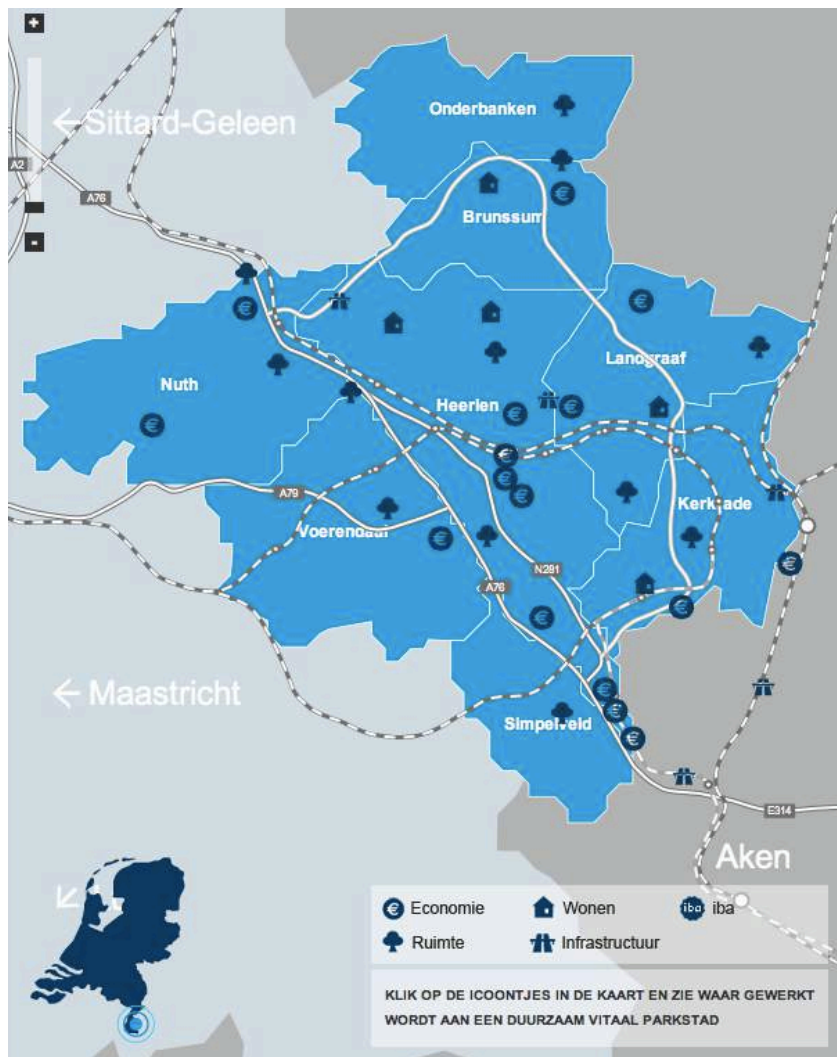 +
Onderbanken
← Sittard-Geleen
A2
A76
Brunssum
-
Landgraaf
Nuth
Heerlen
A79
Kerkrade
Voerendaal
N281
A76
← Maastricht
Simpelveld
E314
Aken
Economie
Wonen
iba iba
Ruimte
Infrastructuur
KLIK OP DE ICOONTJES IN DE KAART EN ZIE WAAR GEWERKT
WORDT AAN EEN DUURZAAM VITAAL PARKSTAD